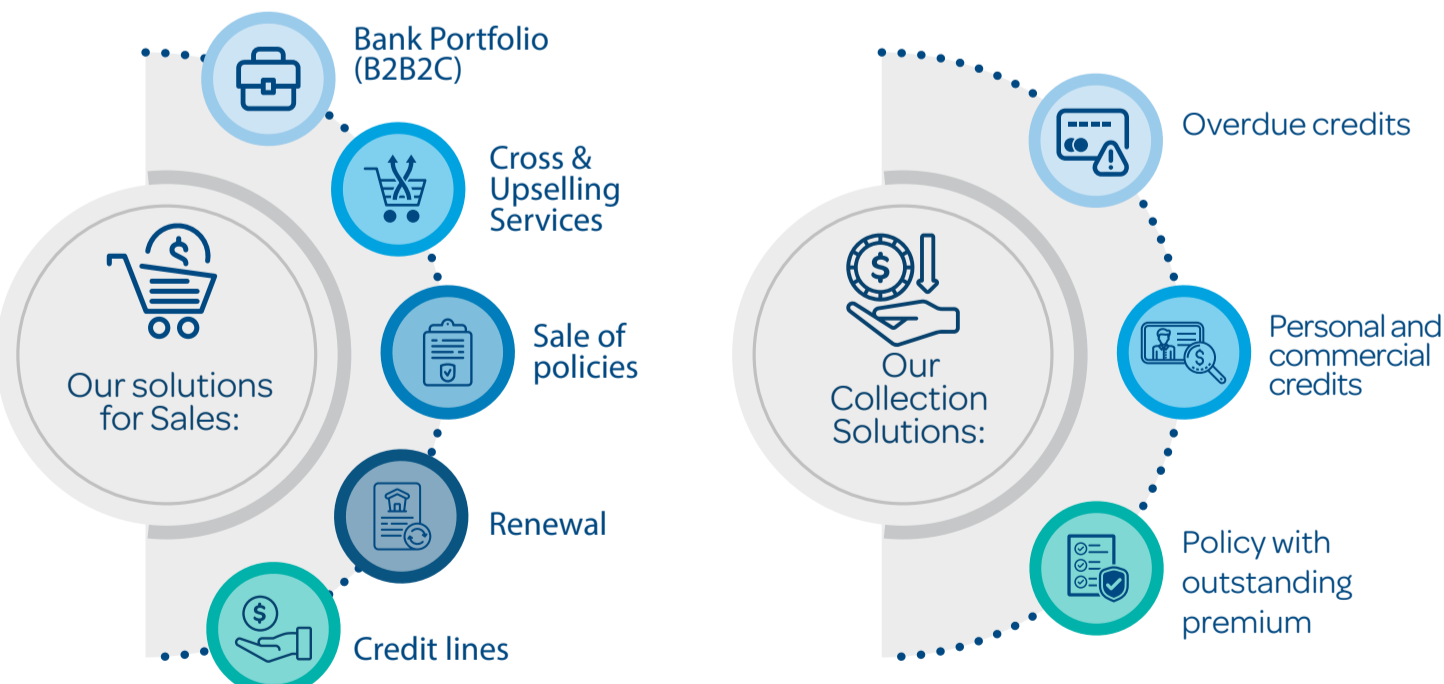 Our solutions
for Sales:
Bank Portfolio
(B2B2C)
Cross &
Upselling
Services
Sale of
policies
Renewal
Credit lines
Our
Collection
Solutions:
Overdue credits
Personal and
commercial
credits
Policy with
outstanding
premium